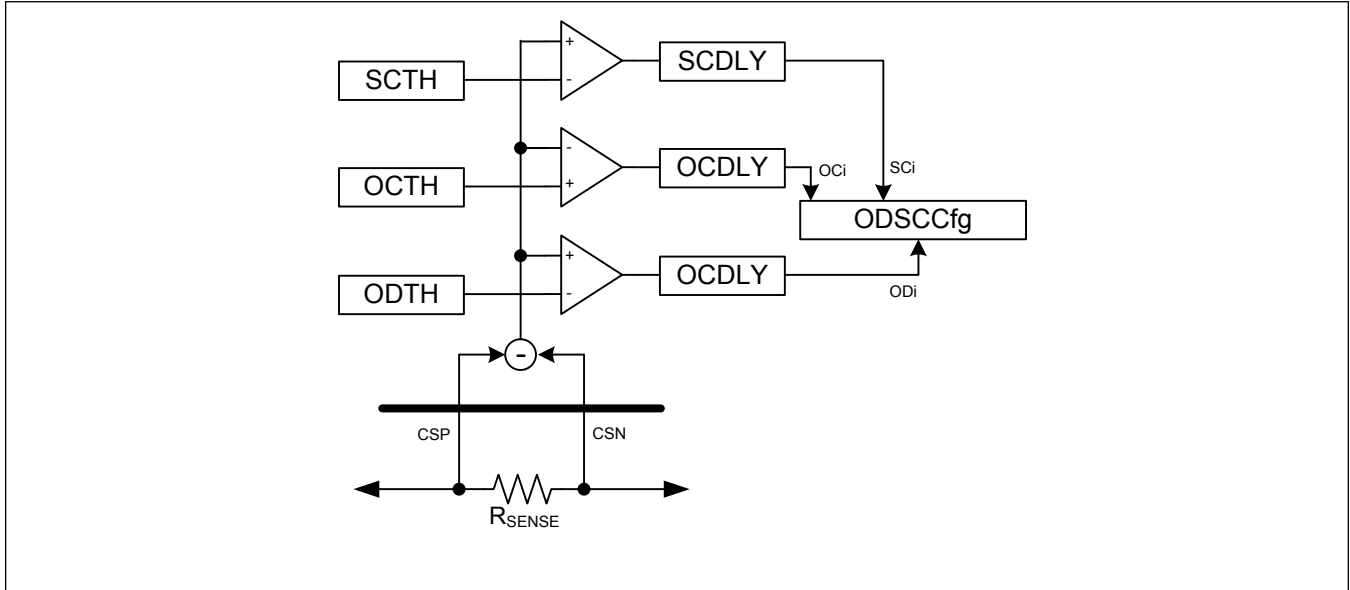 +
SCDLY
SCTH
-
-
OCDLY
OCi
SCi
OCTH
+
ODSCCfg
+
OCDLY
ODTH
-
ODi
-
CSP
CSN
RSENSE